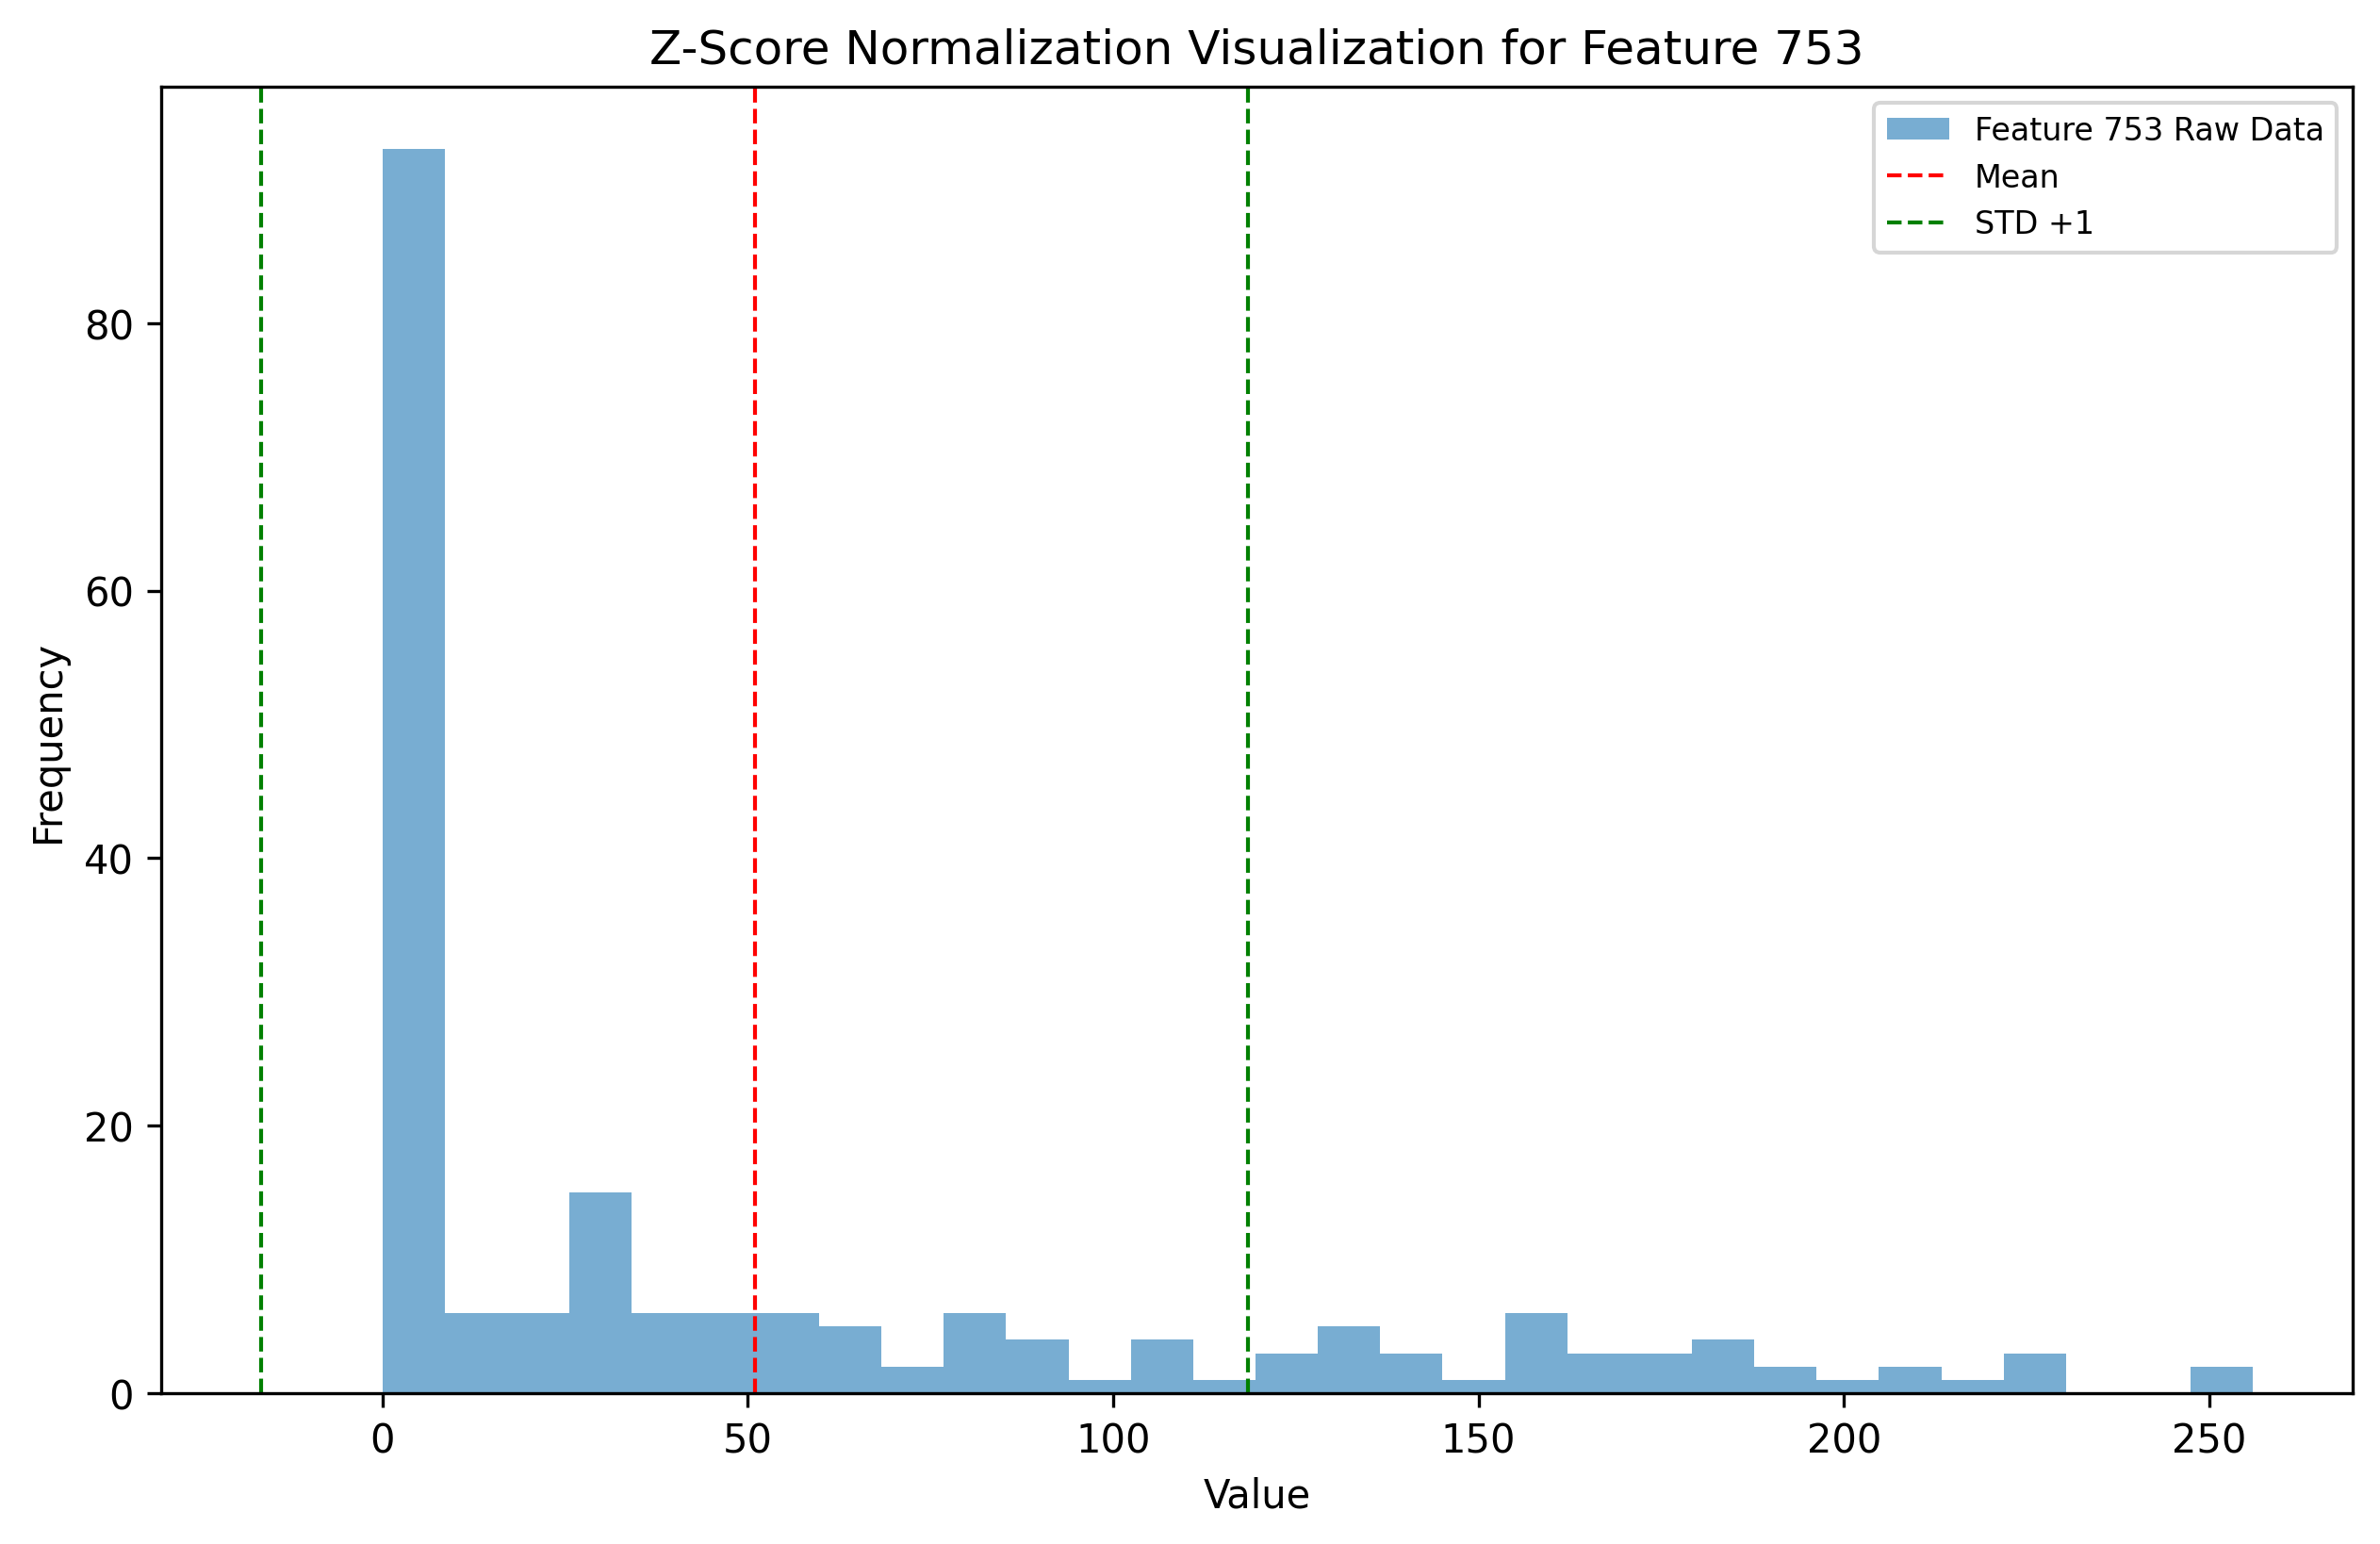 Z-Score Normalization Visualization for Feature 753
Feature 753 Raw Data
Mean
STD +1
80
60
40
20
0
Frequency
0 50 100 150 200 250
Value